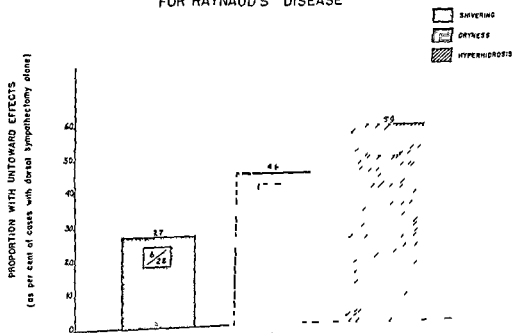 FOR RAYNAUD'S DISEASE
SHIVERING
DRYNESS
HYPERHIDROSIS
PROPORTION WITH UNTOWARD EFFECTS
(as per cent of cases with dorsal sympathectomy alone)
60
50
40
30
20
10
0
27
6/22
46
59